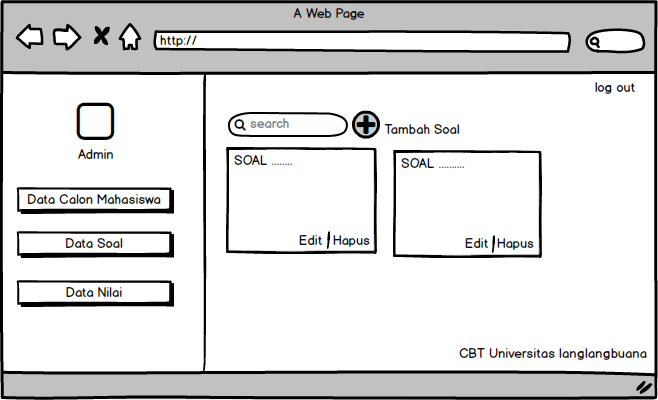 A Web Page
http://
log out
search
Tambah Soal
Admin
SOAL ........
SOAL ..........
Data Calon Mahasiswa
Data Soal
Edit | Hapus
Edit | Hapus
Data Nilai
CBT Universitas langlangbuana